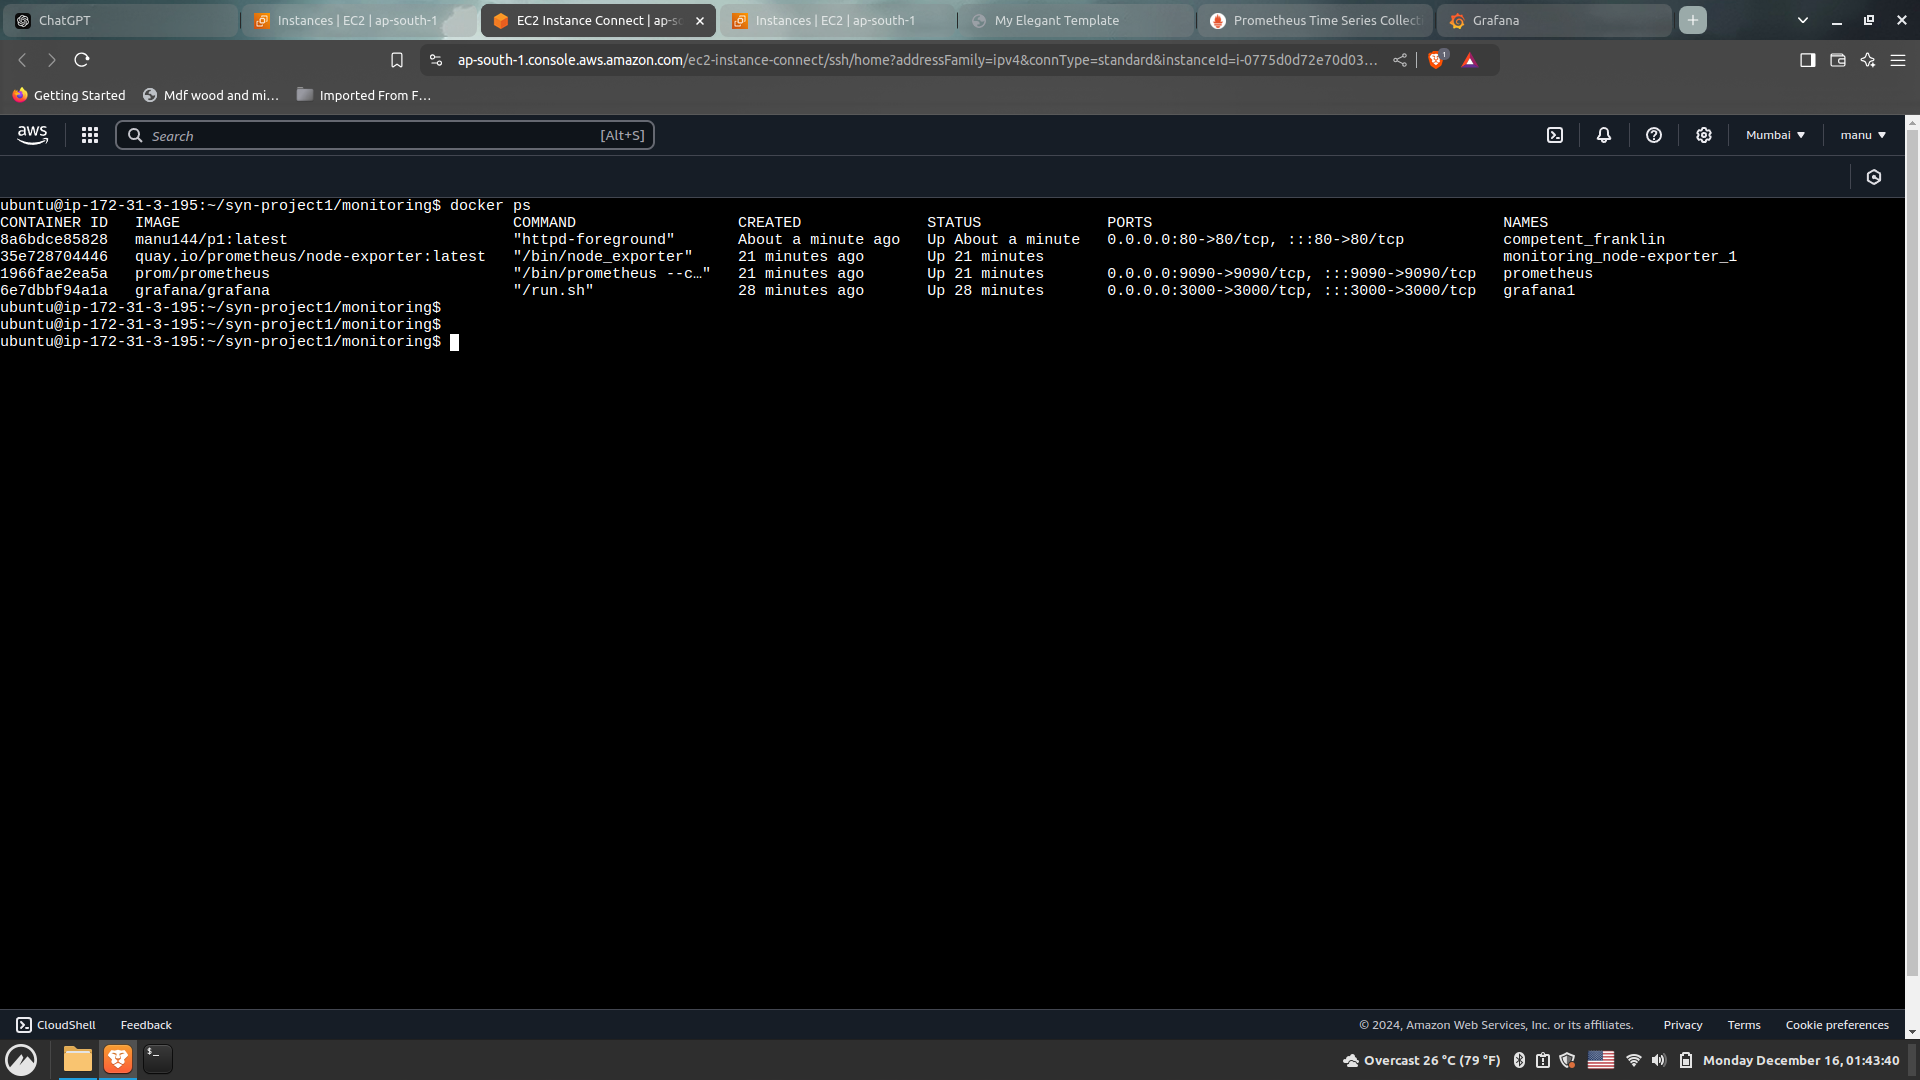 ChatGPT
Instances | EC2 | ap-south-1
EC2 Instance Connect | ap-so
Instances | EC2 | ap-south-1
My Elegant Template
Prometheus Time Series Collecti
Grafana
ap-south-1.console.aws.amazon.com/ec2-instance-connect/ssh/home?addressFamily=ipv4&connType=standard&instanceId=i-0775d0d72e70d03...
1
Getting Started
Mdf wood and mi...
Imported From F...
aws
Search
[Alt+S]
Mumbai
manu
ubuntu@ip-172-31-3-195:~/syn-project1/monitoring$ docker ps
CONTAINER ID IMAGE COMMAND CREATED STATUS PORTS NAMES
8a6bdce85828 manu144/p1:latest "httpd-foreground" About a minute ago Up About a minute 0.0.0.0:80->80/tcp, :::80->80/tcp competent_franklin
35e728704446 quay.io/prometheus/node-exporter:latest "/bin/node_exporter" 21 minutes ago Up 21 minutes monitoring_node-exporter_1
1966fae2ea5a prom/prometheus "/bin/prometheus --c…" 21 minutes ago Up 21 minutes 0.0.0.0:9090->9090/tcp, :::9090->9090/tcp prometheus
6e7dbbf94a1a grafana/grafana "/run.sh" 28 minutes ago Up 28 minutes 0.0.0.0:3000->3000/tcp, :::3000->3000/tcp grafana1
ubuntu@ip-172-31-3-195:~/syn-project1/monitoring$
ubuntu@ip-172-31-3-195:~/syn-project1/monitoring$
ubuntu@ip-172-31-3-195:~/syn-project1/monitoring$
CloudShell
Feedback
© 2024, Amazon Web Services, Inc. or its affiliates.
Privacy
Terms
Cookie preferences
Overcast 26 °C (79 °F)
Monday December 16, 01:43:40